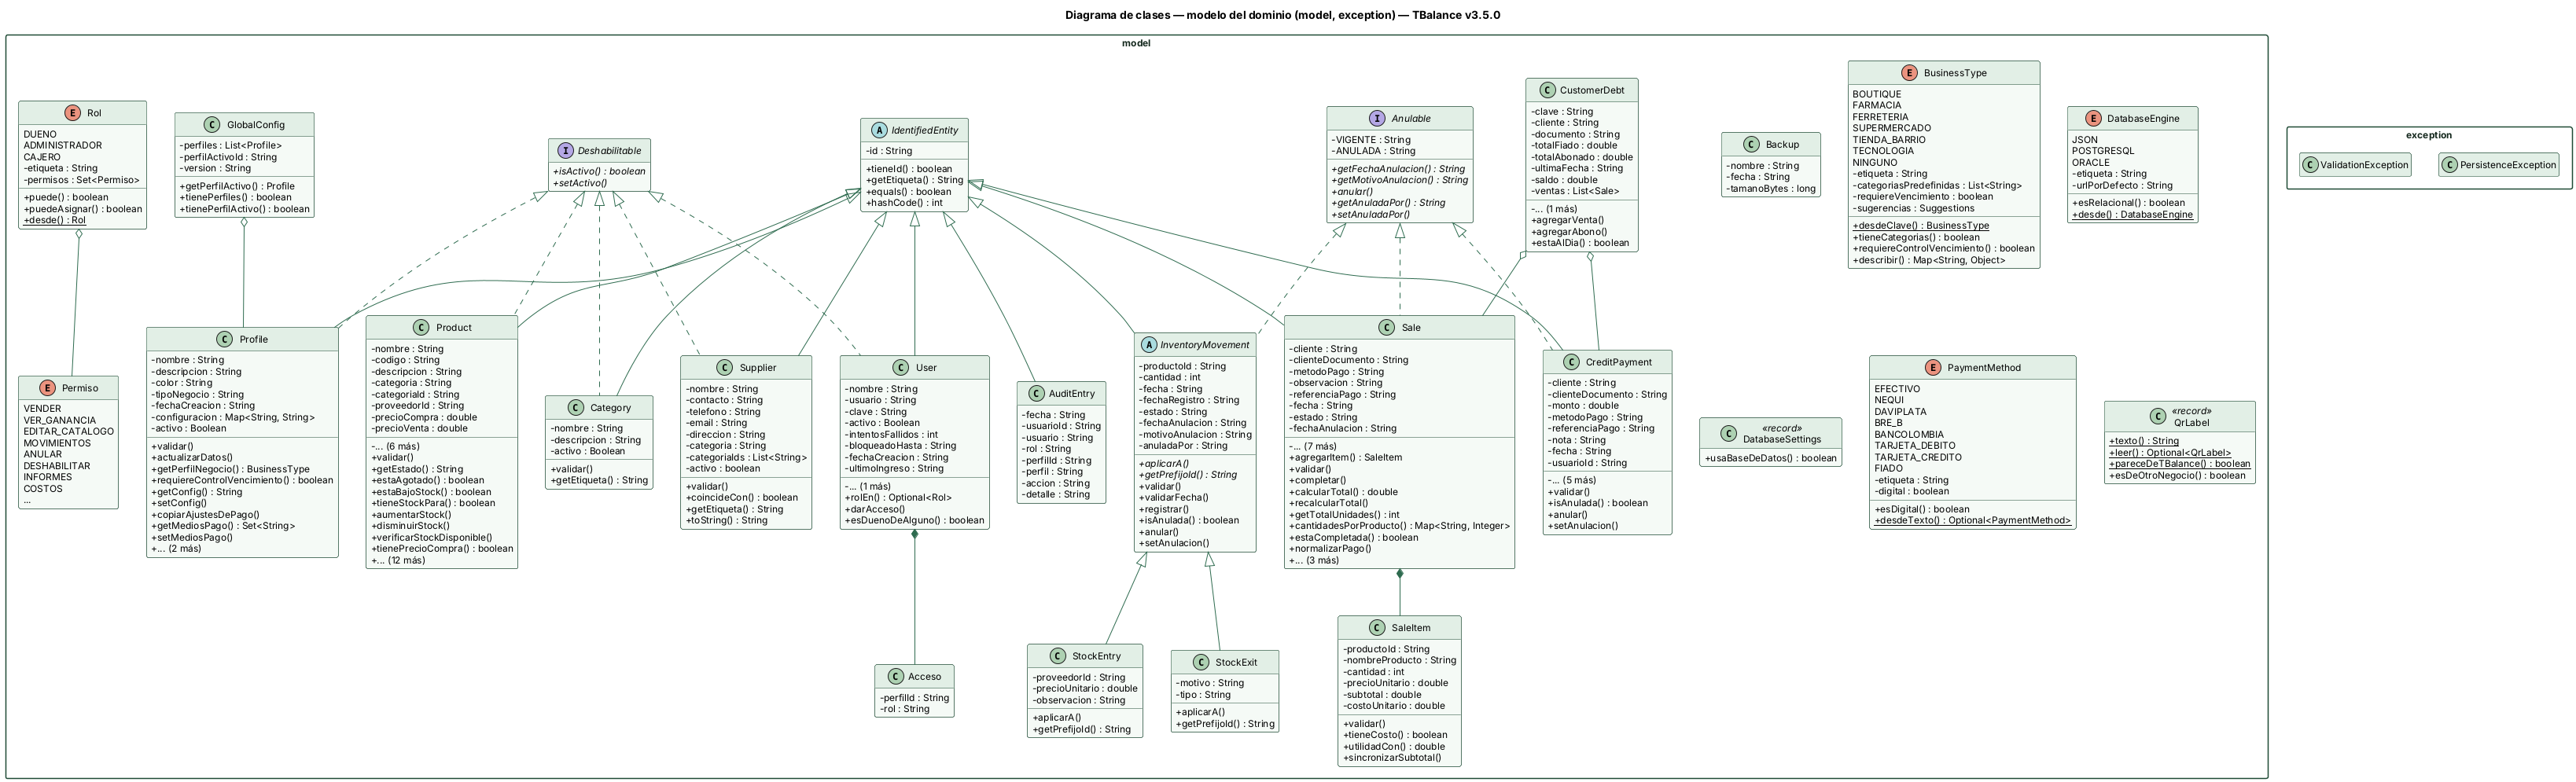 Diagrama de clases — modelo del dominio (model, exception) — TBalance v3.5.0
model
E Rol
DUENO
ADMINISTRADOR
CAJERO
-etiqueta : String
-permisos : Set<Permiso>
+puede() : boolean
+puedeAsignar() : boolean
+desde() : Rol
C GlobalConfig
-perfiles : List<Profile>
-perfilActivoId : String
-version : String
+getPerfilActivo() : Profile
+tienePerfiles() : boolean
+tienePerfilActivo() : boolean
I Deshabilitable
+isActivo() : boolean
+setActivo()
A IdentifiedEntity
-id : String
+tieneId() : boolean
+getEtiqueta() : String
+equals() : boolean
+hashCode() : int
I Anulable
-VIGENTE : String
-ANULADA : String
+getFechaAnulacion() : String
+getMotivoAnulacion() : String
+anular()
+getAnuladaPor() : String
+setAnuladaPor()
C CustomerDebt
-clave : String
-cliente : String
-documento : String
-totalFiado : double
-totalAbonado : double
-ultimaFecha : String
-saldo : double
-ventas : List<Sale>
-... (1 más)
+agregarVenta()
+agregarAbono()
+estaAlDia() : boolean
C Backup
-nombre : String
-fecha : String
-tamanoBytes : long
E BusinessType
BOUTIQUE
FARMACIA
FERRETERIA
SUPERMERCADO
TIENDA_BARRIO
TECNOLOGIA
NINGUNO
-etiqueta : String
-categoriasPredefinidas : List<String>
-requiereVencimiento : boolean
-sugerencias : Suggestions
+desdeClave() : BusinessType
+tieneCategorias() : boolean
+requiereControlVencimiento() : boolean
+describir() : Map<String, Object>
E DatabaseEngine
JSON
POSTGRESQL
ORACLE
-etiqueta : String
-urlPorDefecto : String
+esRelacional() : boolean
+desde() : DatabaseEngine
exception
C ValidationException
C PersistenceException
E Permiso
VENDER
VER_GANANCIA
EDITAR_CATALOGO
MOVIMIENTOS
ANULAR
DESHABILITAR
INFORMES
COSTOS
...
C Profile
-nombre : String
-descripcion : String
-color : String
-tipoNegocio : String
-fechaCreacion : String
-configuracion : Map<String, String>
-activo : Boolean
+validar()
+actualizarDatos()
+getPerfilNegocio() : BusinessType
+requiereControlVencimiento() : boolean
+getConfig() : String
+setConfig()
+copiarAjustesDePago()
+getMediosPago() : Set<String>
+setMediosPago()
+... (2 más)
C Product
-nombre : String
-codigo : String
-descripcion : String
-categoria : String
-categoriaId : String
-proveedorId : String
-precioCompra : double
-precioVenta : double
-... (6 más)
+validar()
+getEstado() : String
+estaAgotado() : boolean
+estaBajoStock() : boolean
+tieneStockPara() : boolean
+aumentarStock()
+disminuirStock()
+verificarStockDisponible()
+tienePrecioCompra() : boolean
+... (12 más)
C Category
-nombre : String
-descripcion : String
-activo : Boolean
+validar()
+getEtiqueta() : String
C Supplier
-nombre : String
-contacto : String
-telefono : String
-email : String
-direccion : String
-categoria : String
-categoriaIds : List<String>
-activo : boolean
+validar()
+coincideCon() : boolean
+getEtiqueta() : String
+toString() : String
C User
-nombre : String
-usuario : String
-clave : String
-activo : Boolean
-intentosFallidos : int
-bloqueadoHasta : String
-fechaCreacion : String
-ultimoIngreso : String
-... (1 más)
+rolEn() : Optional<Rol>
+darAcceso()
+esDuenoDeAlguno() : boolean
C AuditEntry
-fecha : String
-usuarioId : String
-usuario : String
-rol : String
-perfilId : String
-perfil : String
-accion : String
-detalle : String
A InventoryMovement
-productoId : String
-cantidad : int
-fecha : String
-fechaRegistro : String
-estado : String
-fechaAnulacion : String
-motivoAnulacion : String
-anuladaPor : String
+aplicarA()
+getPrefijoId() : String
+validar()
+validarFecha()
+registrar()
+isAnulada() : boolean
+anular()
+setAnulacion()
C Sale
-cliente : String
-clienteDocumento : String
-metodoPago : String
-observacion : String
-referenciaPago : String
-fecha : String
-estado : String
-fechaAnulacion : String
-... (7 más)
+agregarItem() : SaleItem
+validar()
+completar()
+calcularTotal() : double
+recalcularTotal()
+getTotalUnidades() : int
+cantidadesPorProducto() : Map<String, Integer>
+estaCompletada() : boolean
+normalizarPago()
+... (3 más)
C CreditPayment
-cliente : String
-clienteDocumento : String
-monto : double
-metodoPago : String
-referenciaPago : String
-nota : String
-fecha : String
-usuarioId : String
-... (5 más)
+validar()
+isAnulada() : boolean
+anular()
+setAnulacion()
C «record»
DatabaseSettings
+usaBaseDeDatos() : boolean
E PaymentMethod
EFECTIVO
NEQUI
DAVIPLATA
BRE_B
BANCOLOMBIA
TARJETA_DEBITO
TARJETA_CREDITO
FIADO
-etiqueta : String
-digital : boolean
+esDigital() : boolean
+desdeTexto() : Optional<PaymentMethod>
C «record»
QrLabel
+texto() : String
+leer() : Optional<QrLabel>
+pareceDeTBalance() : boolean
+esDeOtroNegocio() : boolean
C Acceso
-perfilId : String
-rol : String
C StockEntry
-proveedorId : String
-precioUnitario : double
-observacion : String
+aplicarA()
+getPrefijoId() : String
C StockExit
-motivo : String
-tipo : String
+aplicarA()
+getPrefijoId() : String
C SaleItem
-productoId : String
-nombreProducto : String
-cantidad : int
-precioUnitario : double
-subtotal : double
-costoUnitario : double
+validar()
+tieneCosto() : boolean
+utilidadCon() : double
+sincronizarSubtotal()